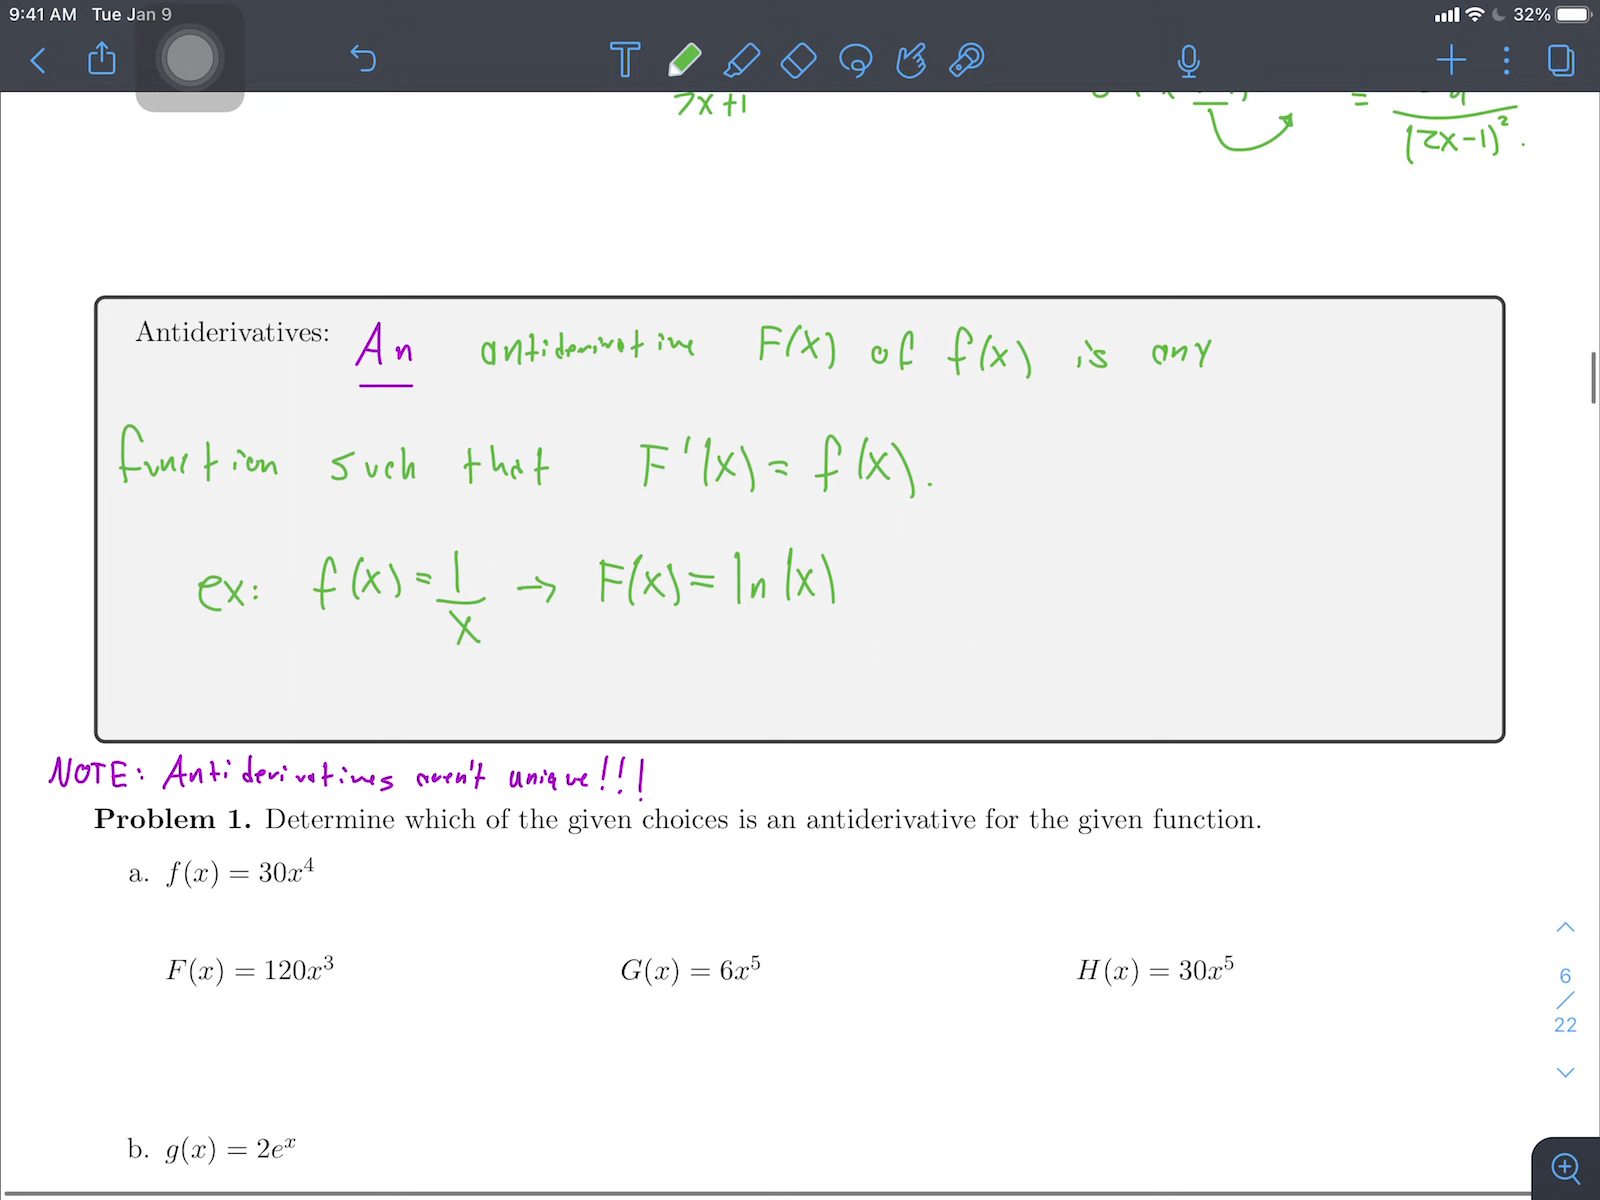 9:41 AM Tue Jan 9 32%
7x+1
= (2x-1)².
Antiderivatives: An antiderivative F(x) of f(x) is any
function such that F'(x) = f(x).
ex: f(x) = 1/x → F(x) = ln(x)
NOTE: Antiderivatives aren't unique!!!
Problem 1. Determine which of the given choices is an antiderivative for the given function.
a. f(x) = 30x⁴
F(x) = 120x³ G(x) = 6x⁵ H(x) = 30x⁵
6
/
22
b. g(x) = 2eˣ